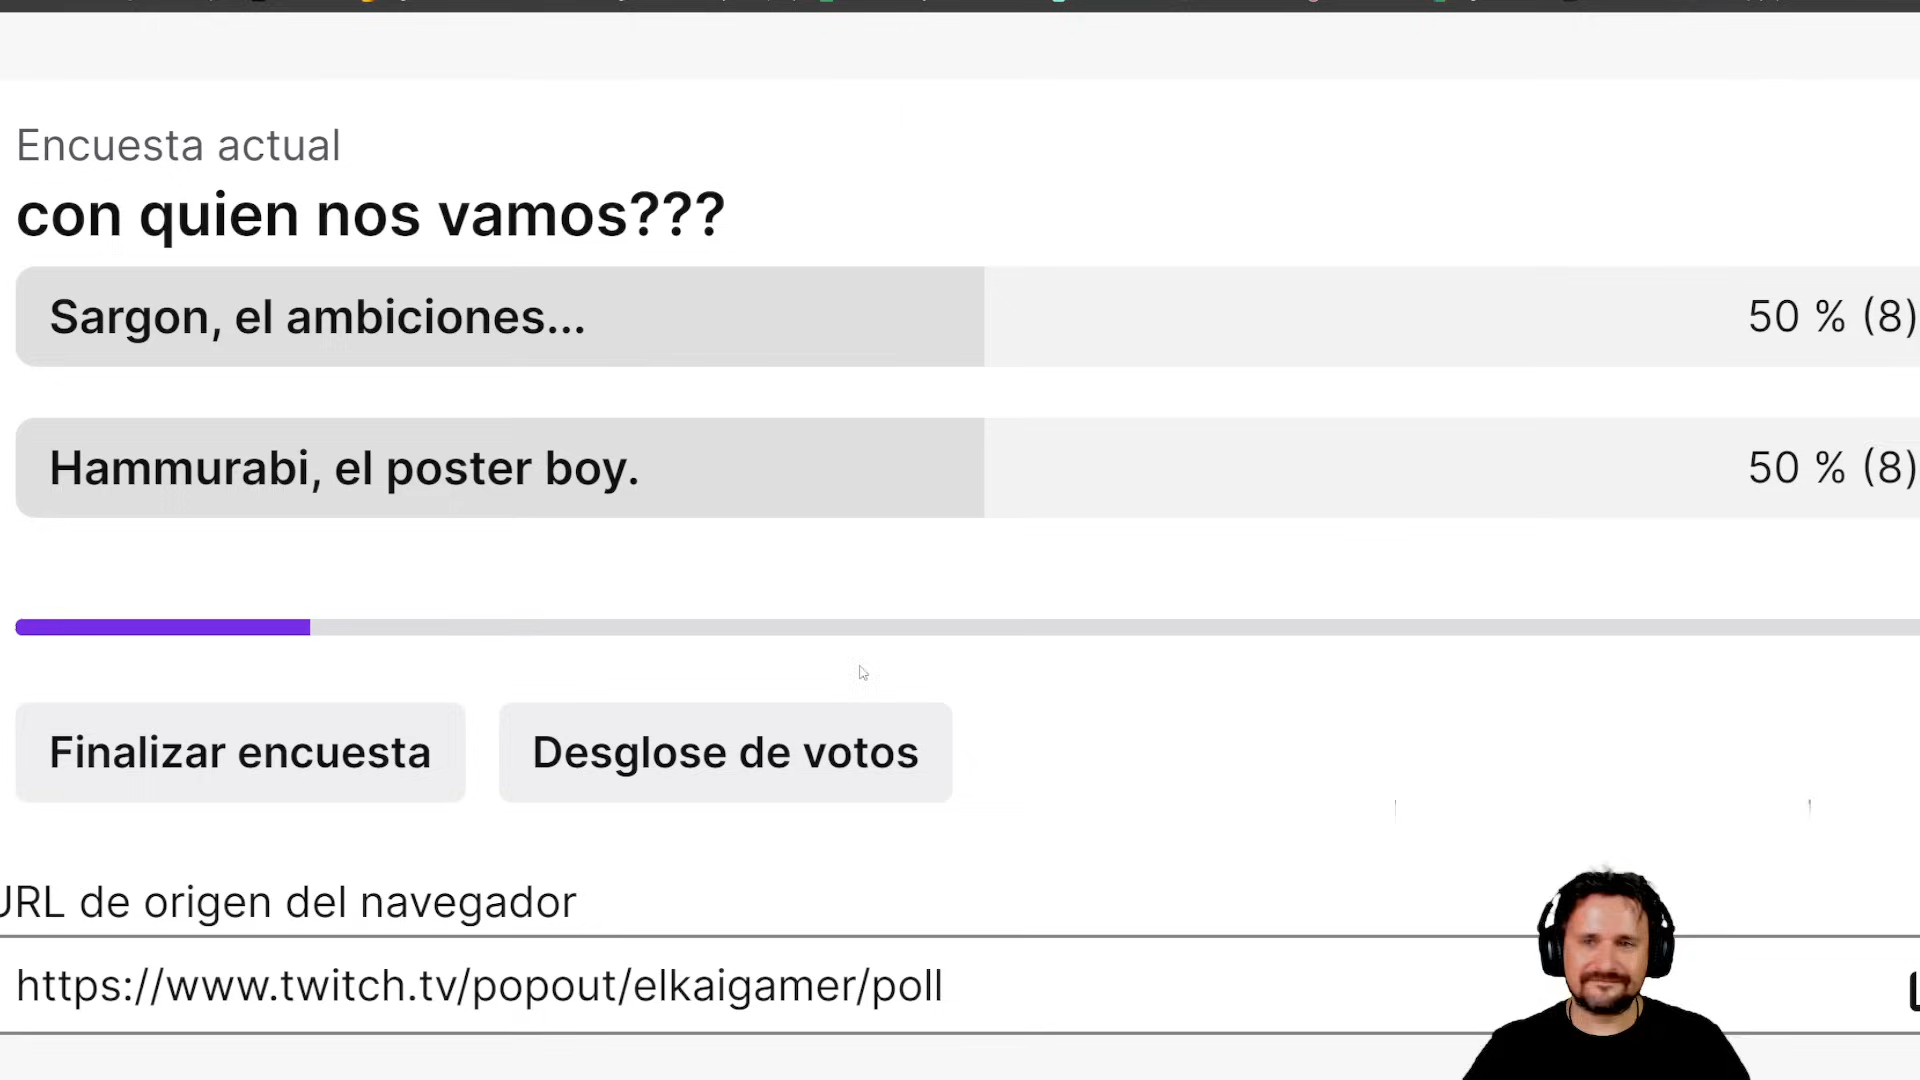 Encuesta actual
con quien nos vamos???
Sargon, el ambiciones...
50 % (8)
Hammurabi, el poster boy.
50 % (8)
Finalizar encuesta
Desglose de votos
URL de origen del navegador
https://www.twitch.tv/popout/elkaigamer/poll